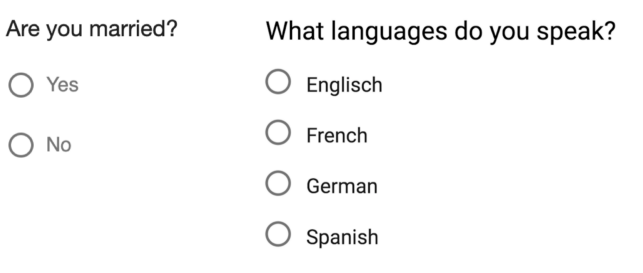 Are you married?
Yes
No
What languages do you speak?
Englisch
French
German
Spanish